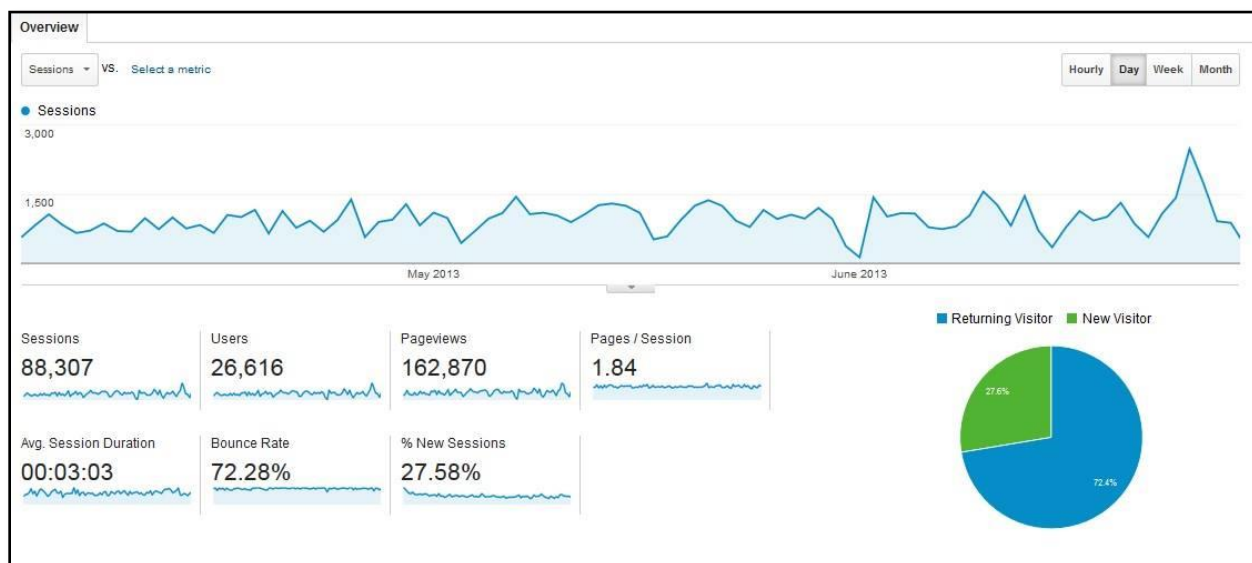 Overview
Sessions VS. Select a metric
Hourly Day Week Month
Sessions
3,000
1,500
May 2013 June 2013
Returning Visitor New Visitor
Sessions Users Pageviews Pages / Session
88,307 26,616 162,870 1.84
27.6%
Avg. Session Duration Bounce Rate % New Sessions
00:03:03 72.28% 27.58%
72.4%